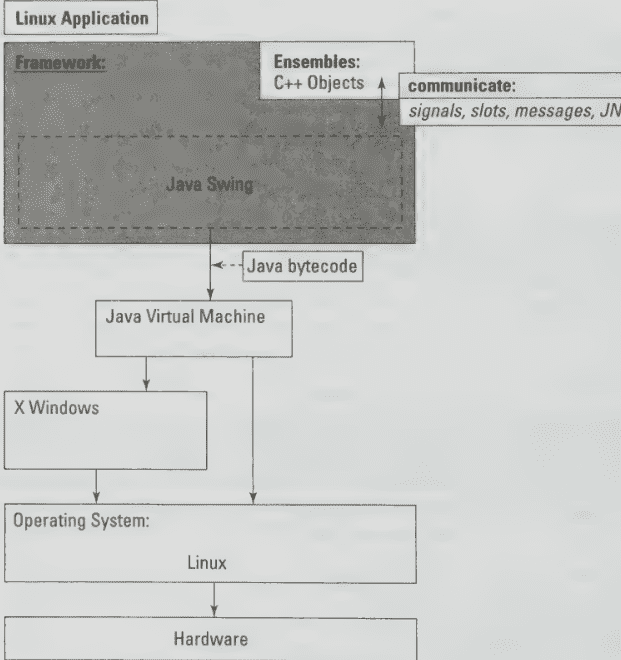 Linux Application
Framework:
Ensembles:
C++ Objects
communicate:
signals, slots, messages, JN
Java Swing
Java bytecode
Java Virtual Machine
X Windows
Operating System:
Linux
Hardware